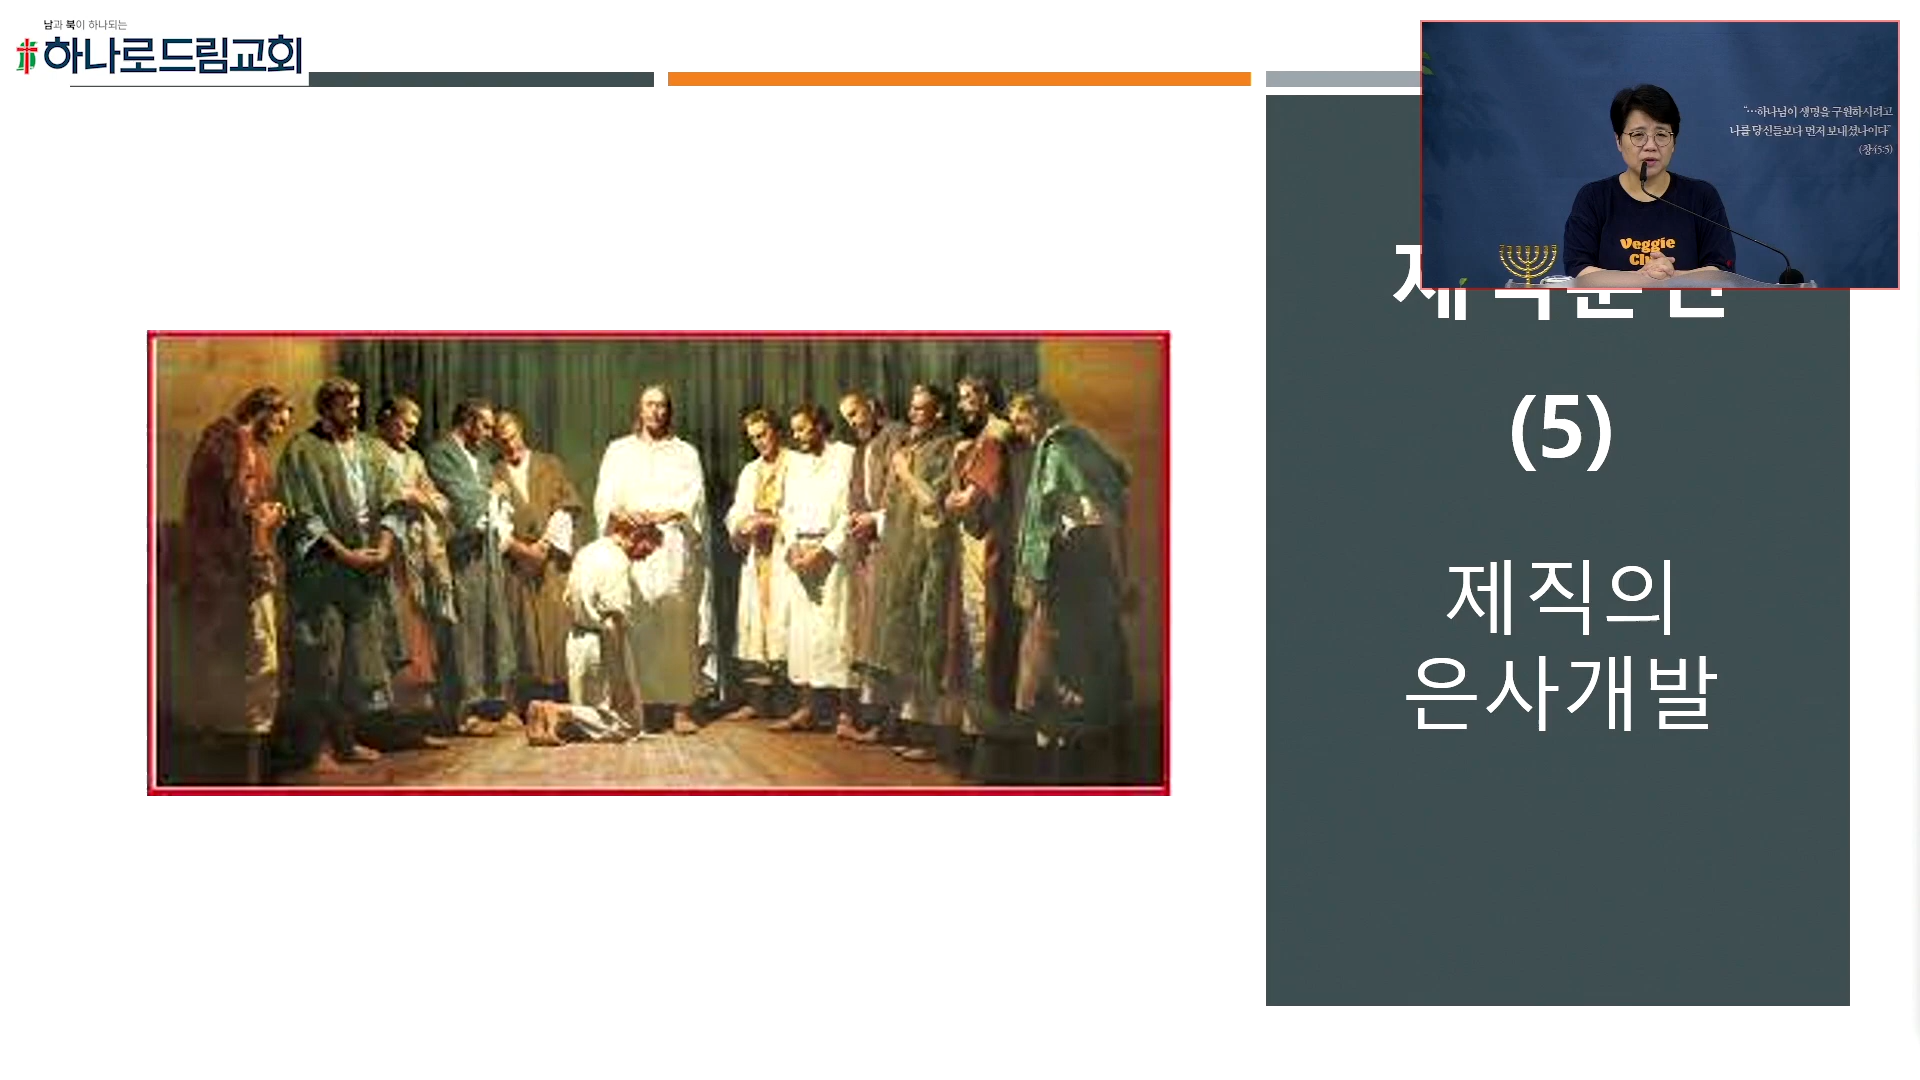 남과 북이 하나되는
하나로드림교회
"…하나님이 생명을 구원하시려고
나를 당신들보다 먼저 보내셨나이다"
(창45:5)
Veggie
(5)
제직의
은사개발